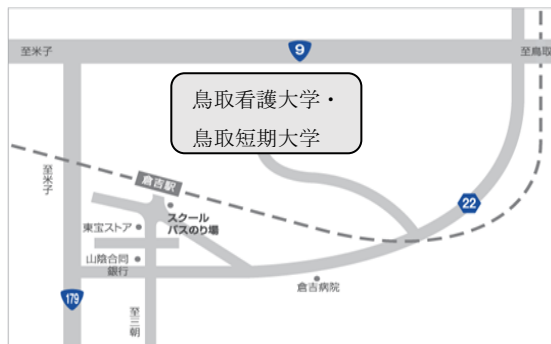 至米子
9
至鳥取
鳥取看護大学・
鳥取短期大学
至米子
倉吉駅
22
スクール
バスのり場
東宝ストア
山陰合同
銀行
倉吉病院
179
至三朝